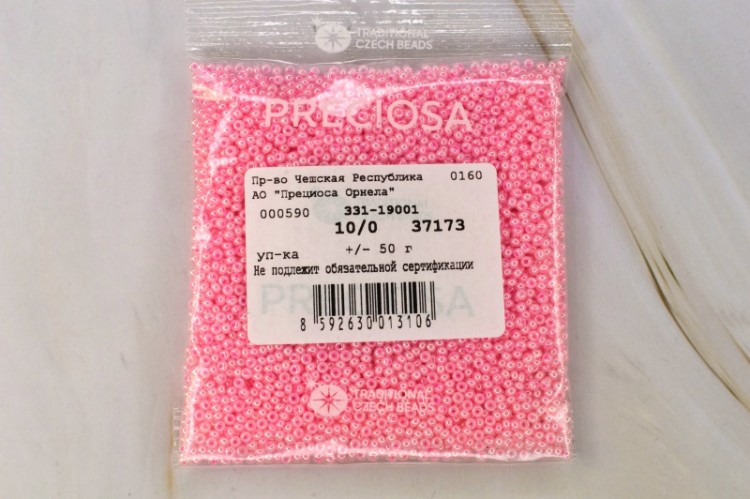 TRADITIONAL
CZECH BEADS
PRECIOSA
Пр-во Чешская Республика 0160
АО "Прециоса Орнела"
000590 331-19001
10/0 37173
уп-ка +/- 50 г
Не подлежит обязательной сертификации
PRECIOSA
8 592630 013106
TRADITIONAL
CZECH BEADS